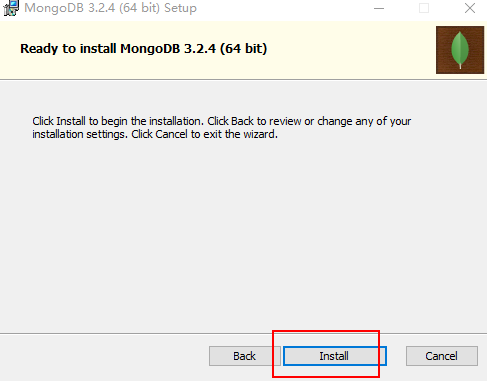 MongoDB 3.2.4 (64 bit) Setup
Ready to install MongoDB 3.2.4 (64 bit)
Click Install to begin the installation. Click Back to review or change any of your
installation settings. Click Cancel to exit the wizard.
Back
Install
Cancel